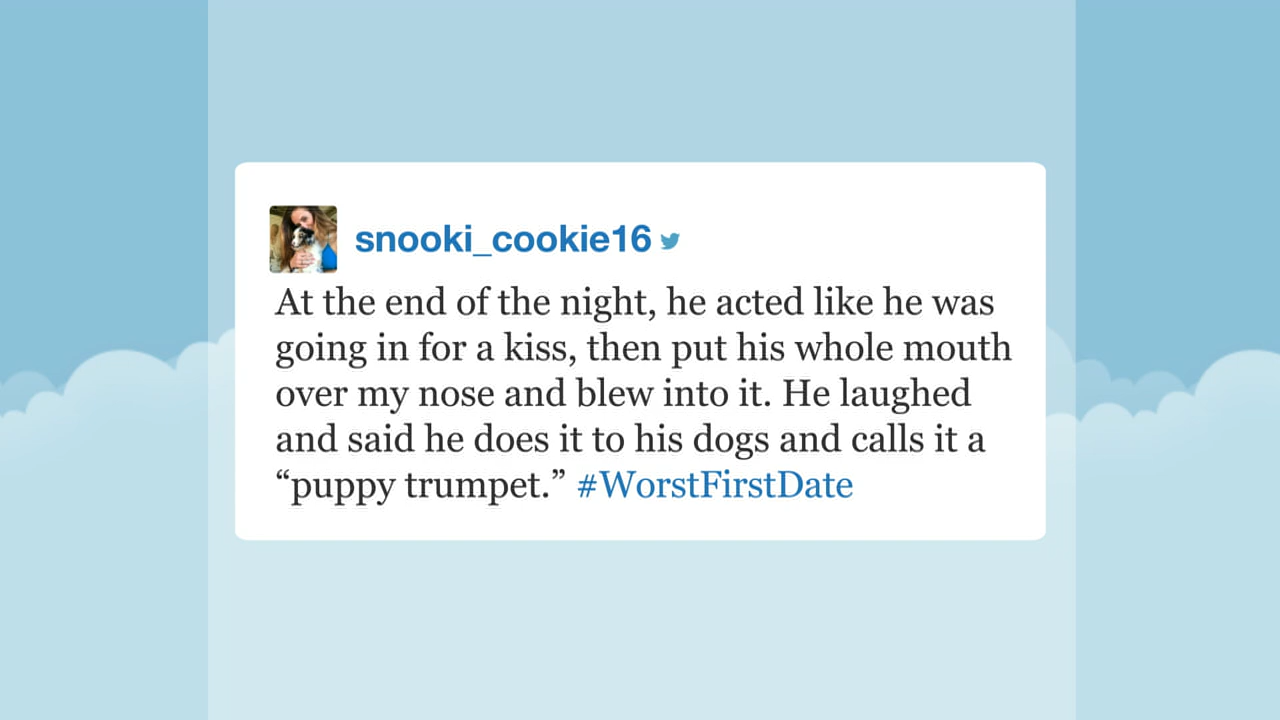 snooki_cookie16
At the end of the night, he acted like he was
going in for a kiss, then put his whole mouth
over my nose and blew into it. He laughed
and said he does it to his dogs and calls it a
“puppy trumpet.” #WorstFirstDate